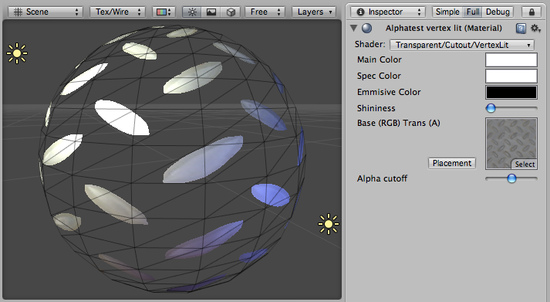 Scene Tex/Wire Free Layers
Inspector Simple Full Debug
Alphatest vertex lit (Material)
Shader: Transparent/Cutout/VertexLit
Main Color
Spec Color
Emmisive Color
Shininess
Base (RGB) Trans (A)
Placement Select
Alpha cutoff